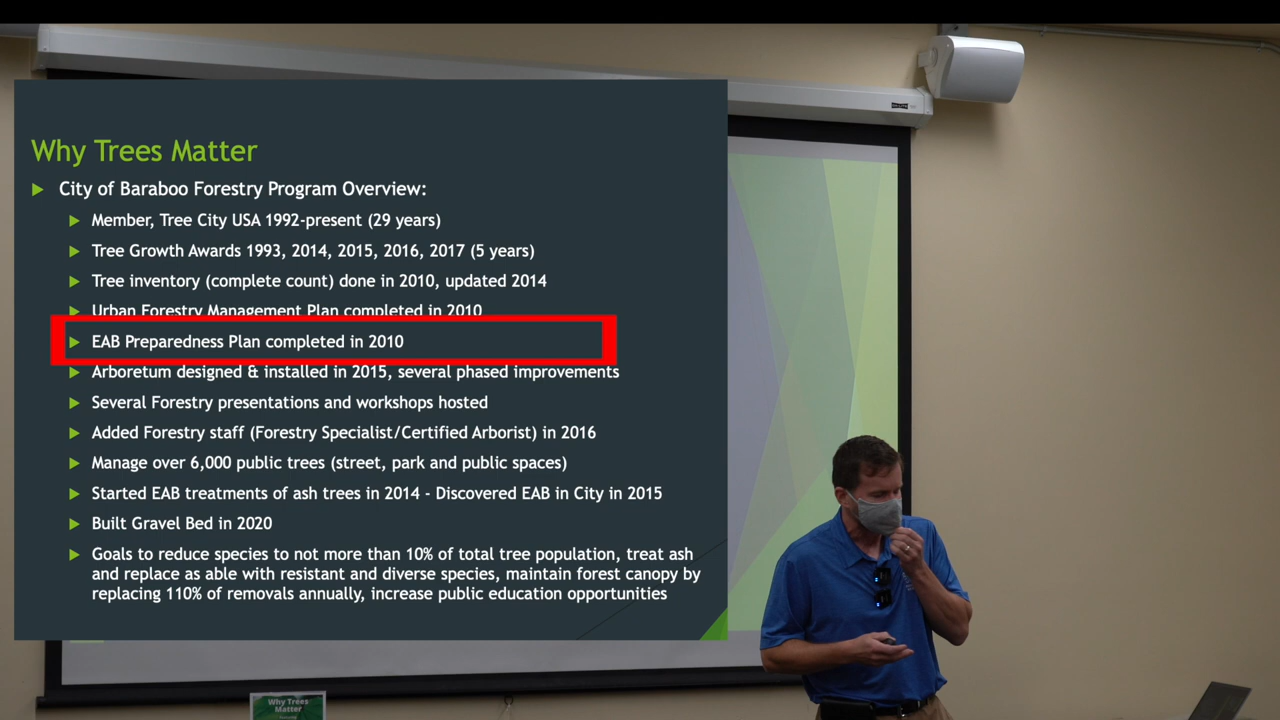 Why Trees Matter
City of Baraboo Forestry Program Overview:
Member, Tree City USA 1992-present (29 years)
Tree Growth Awards 1993, 2014, 2015, 2016, 2017 (5 years)
Tree inventory (complete count) done in 2010, updated 2014
Urban Forestry Management Plan completed in 2010
EAB Preparedness Plan completed in 2010
Arboretum designed & installed in 2015, several phased improvements
Several Forestry presentations and workshops hosted
Added Forestry staff (Forestry Specialist/Certified Arborist) in 2016
Manage over 6,000 public trees (street, park and public spaces)
Started EAB treatments of ash trees in 2014 - Discovered EAB in City in 2015
Built Gravel Bed in 2020
Goals to reduce species to not more than 10% of total tree population, treat ash
and replace as able with resistant and diverse species, maintain forest canopy by
replacing 110% of removals annually, increase public education opportunities
Why Trees
Matter